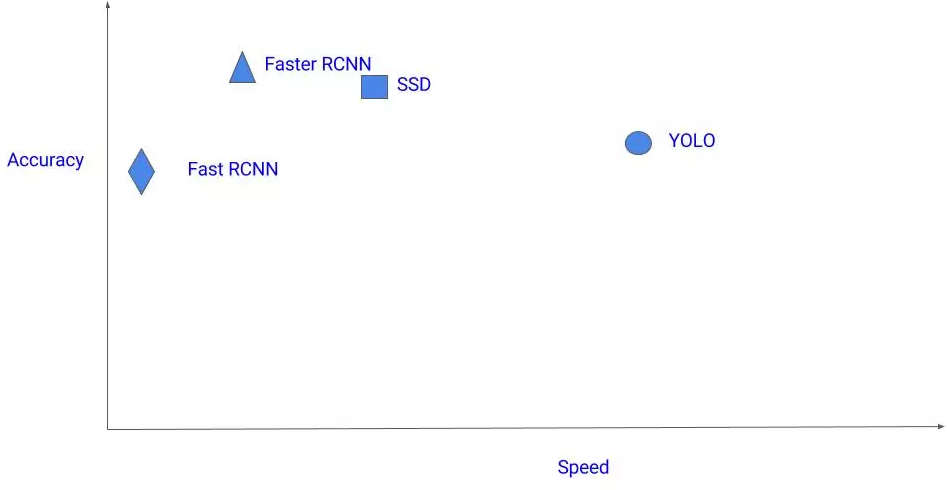 Faster RCNN
SSD
YOLO
Accuracy
Fast RCNN
Speed